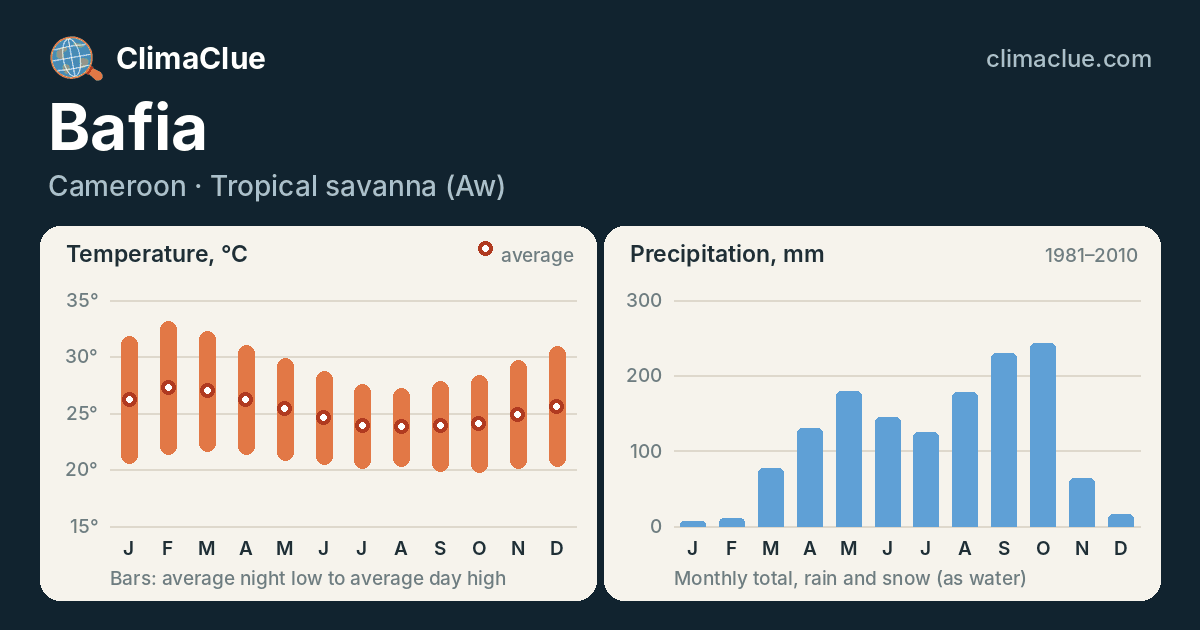 ClimaClue
climaclue.com
Bafia
Cameroon · Tropical savanna (Aw)
Temperature, °C
average
35°
30°
25°
20°
15°
J F M A M J J A S O N D
Bars: average night low to average day high
Precipitation, mm
1981–2010
300
200
100
0
J F M A M J J A S O N D
Monthly total, rain and snow (as water)